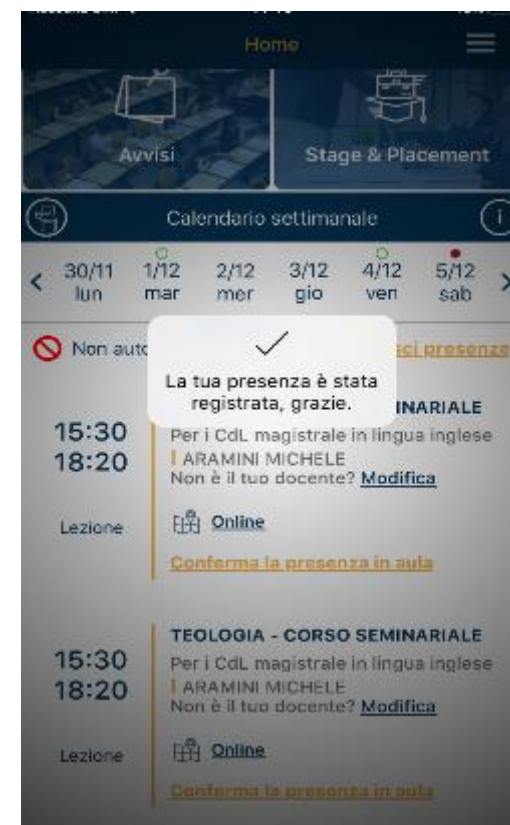 Home
Avvisi
Stage & Placement
Calendario settimanale
30/11 1/12 2/12 3/12 4/12 5/12
lun mar mer gio ven sab
Non auto
sci presenze
La tua presenza è stata
registrata, grazie.
INARIALE
15:30
18:20
Per i CdL magistrale in lingua inglese
ARAMINI MICHELE
Non è il tuo docente? Modifica
Lezione
Online
Conferma la presenza in aula
TEOLOGIA - CORSO SEMINARIALE
15:30
18:20
Per i CdL magistrale in lingua inglese
ARAMINI MICHELE
Non è il tuo docente? Modifica
Lezione
Online
Conferma la presenza in aula